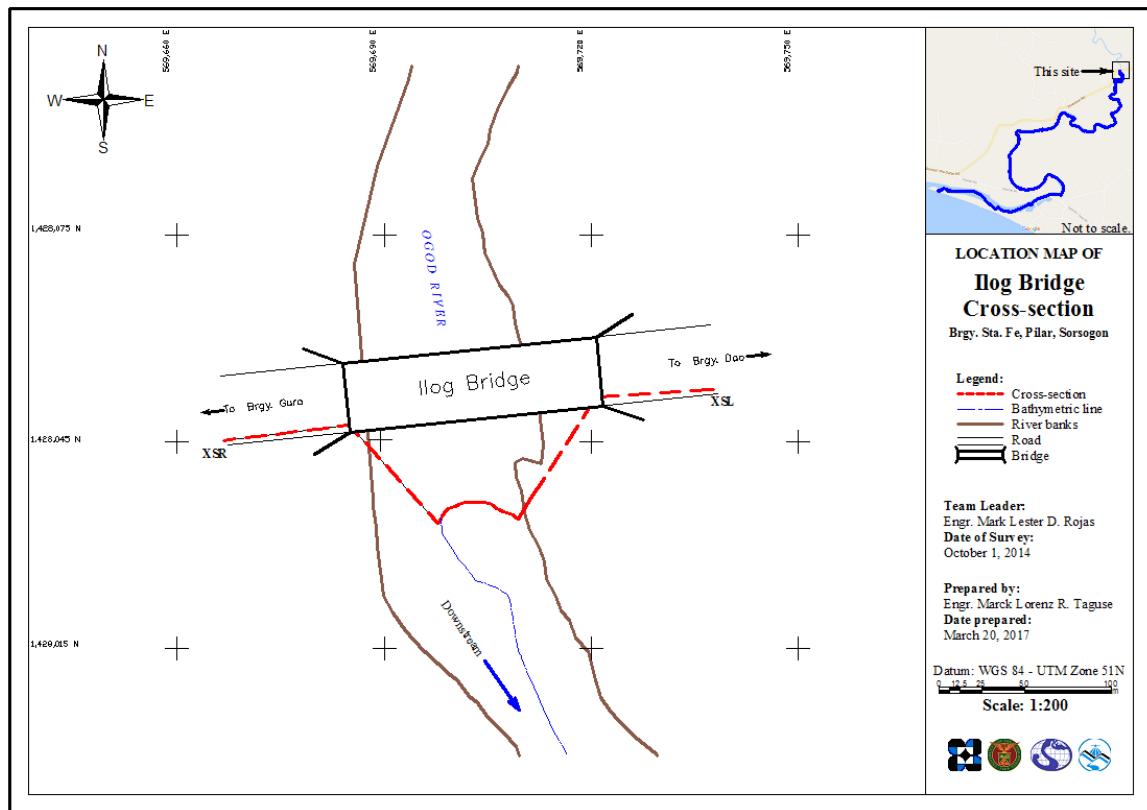 569,660 E
569,690 E
569,720 E
569,750 E
N
W E
S
1,428,075 N
OGOD RIVER
Ilog Bridge
To Brgy. Dao
To Brgy. Guro
XSL
1,428,045 N
XSR
Downstream
1,428,015 N
This site
Google
Not to scale.
LOCATION MAP OF
Ilog Bridge
Cross-section
Brgy. Sta. Fe, Pilar, Sorsogon
Legend:
Cross-section
Bathymetric line
River banks
Road
Bridge
Team Leader:
Engr. Mark Lester D. Rojas
Date of Survey:
October 1, 2014
Prepared by:
Engr. Marck Lorenz R. Taguse
Date prepared:
March 20, 2017
Datum: WGS 84 - UTM Zone 51N
0 12.5 25 50 100
m
Scale: 1:200